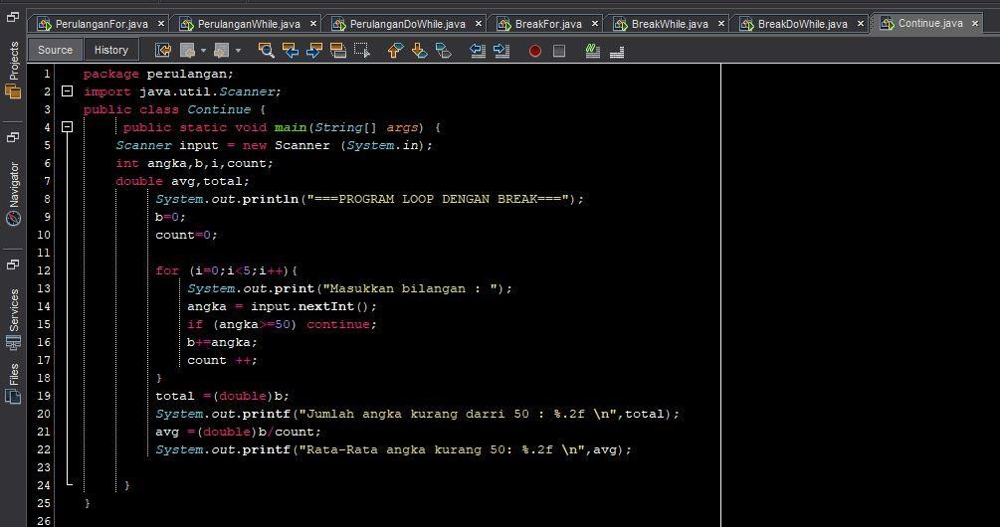 PerulanganFor.java PerulanganWhile.java PerulanganDoWhile.java BreakFor.java BreakWhile.java BreakDoWhile.java Continue.java
Source History
Projects
Navigator
Services
Files
1 package perulangan;
2 import java.util.Scanner;
3 public class Continue {
4 public static void main(String[] args) {
5 Scanner input = new Scanner (System.in);
6 int angka,b,i,count;
7 double avg,total;
8 System.out.println("===PROGRAM LOOP DENGAN BREAK===");
9 b=0;
10 count=0;
11
12 for (i=0;i<5;i++){
13 System.out.print("Masukkan bilangan : ");
14 angka = input.nextInt();
15 if (angka>=50) continue;
16 b+=angka;
17 count ++;
18 }
19 total =(double)b;
20 System.out.printf("Jumlah angka kurang darri 50 : %.2f \n",total);
21 avg =(double)b/count;
22 System.out.printf("Rata-Rata angka kurang 50: %.2f \n",avg);
23
24 }
25 }
26